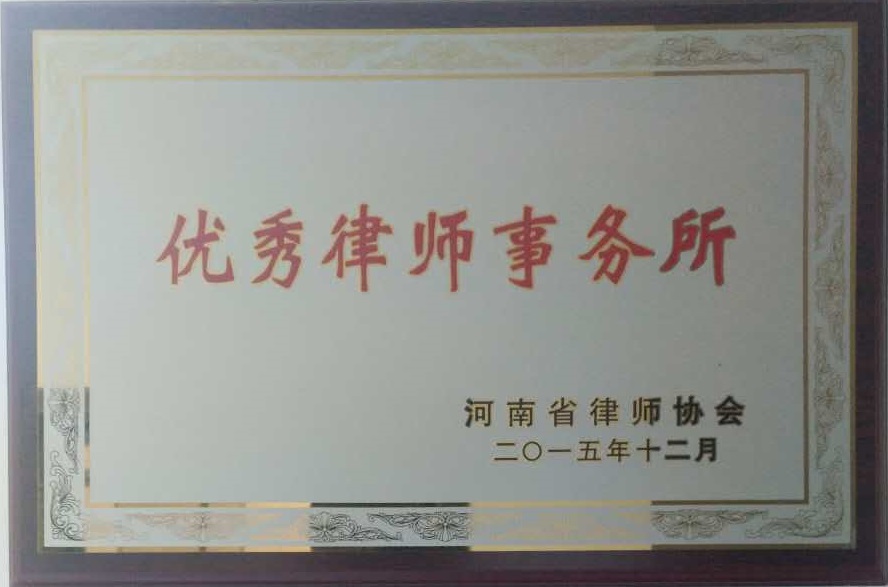 优秀律师事务所
河南省律师协会
二〇一五年十二月